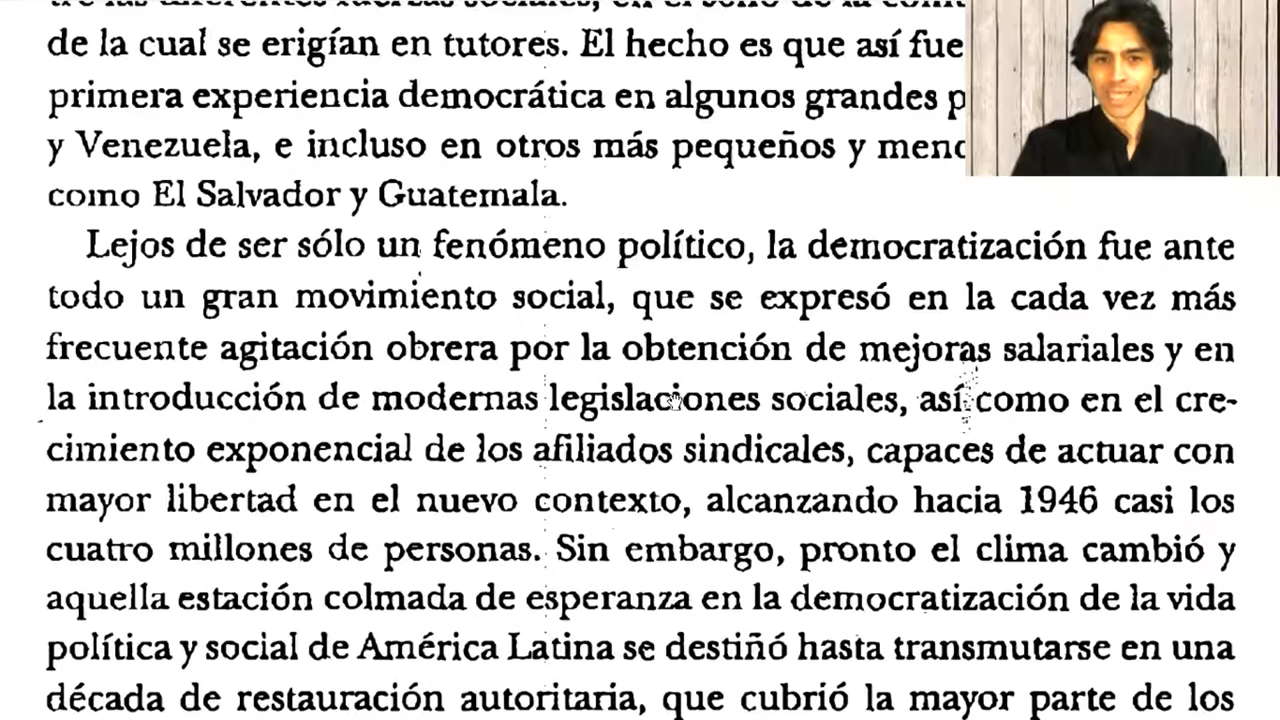 de la cual se erigían en tutores. El hecho es que así fue
primera experiencia democrática en algunos grandes
y Venezuela, e incluso en otros más pequeños y
como El Salvador y Guatemala.
Lejos de ser sólo un fenómeno político, la democratización fue ante
todo un gran movimiento social, que se expresó en la cada vez más
frecuente agitación obrera por la obtención de mejoras salariales y en
la introducción de modernas legislaciones sociales, así como en el cre-
cimiento exponencial de los afiliados sindicales, capaces de actuar con
mayor libertad en el nuevo contexto, alcanzando hacia 1946 casi los
cuatro millones de personas. Sin embargo, pronto el clima cambió y
aquella estación colmada de esperanza en la democratización de la vida
política y social de América Latina se destiñó hasta transmutarse en una
década de restauración autoritaria, que cubrió la mayor parte de los